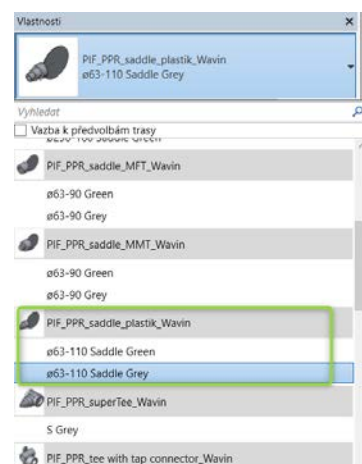 Vlastnosti
PIF_PPR_saddle_plastik_Wavin
ø63-110 Saddle Grey
Vyhledat
Vazba k předvolbám trasy
PIF_PPR_saddle_MFT_Wavin
ø63-90 Green
ø63-90 Grey
PIF_PPR_saddle_MMT_Wavin
ø63-90 Green
ø63-90 Grey
PIF_PPR_saddle_plastik_Wavin
ø63-110 Saddle Green
ø63-110 Saddle Grey
PIF_PPR_superTee_Wavin
S Grey
PIF_PPR_tee with tap connector_Wavin